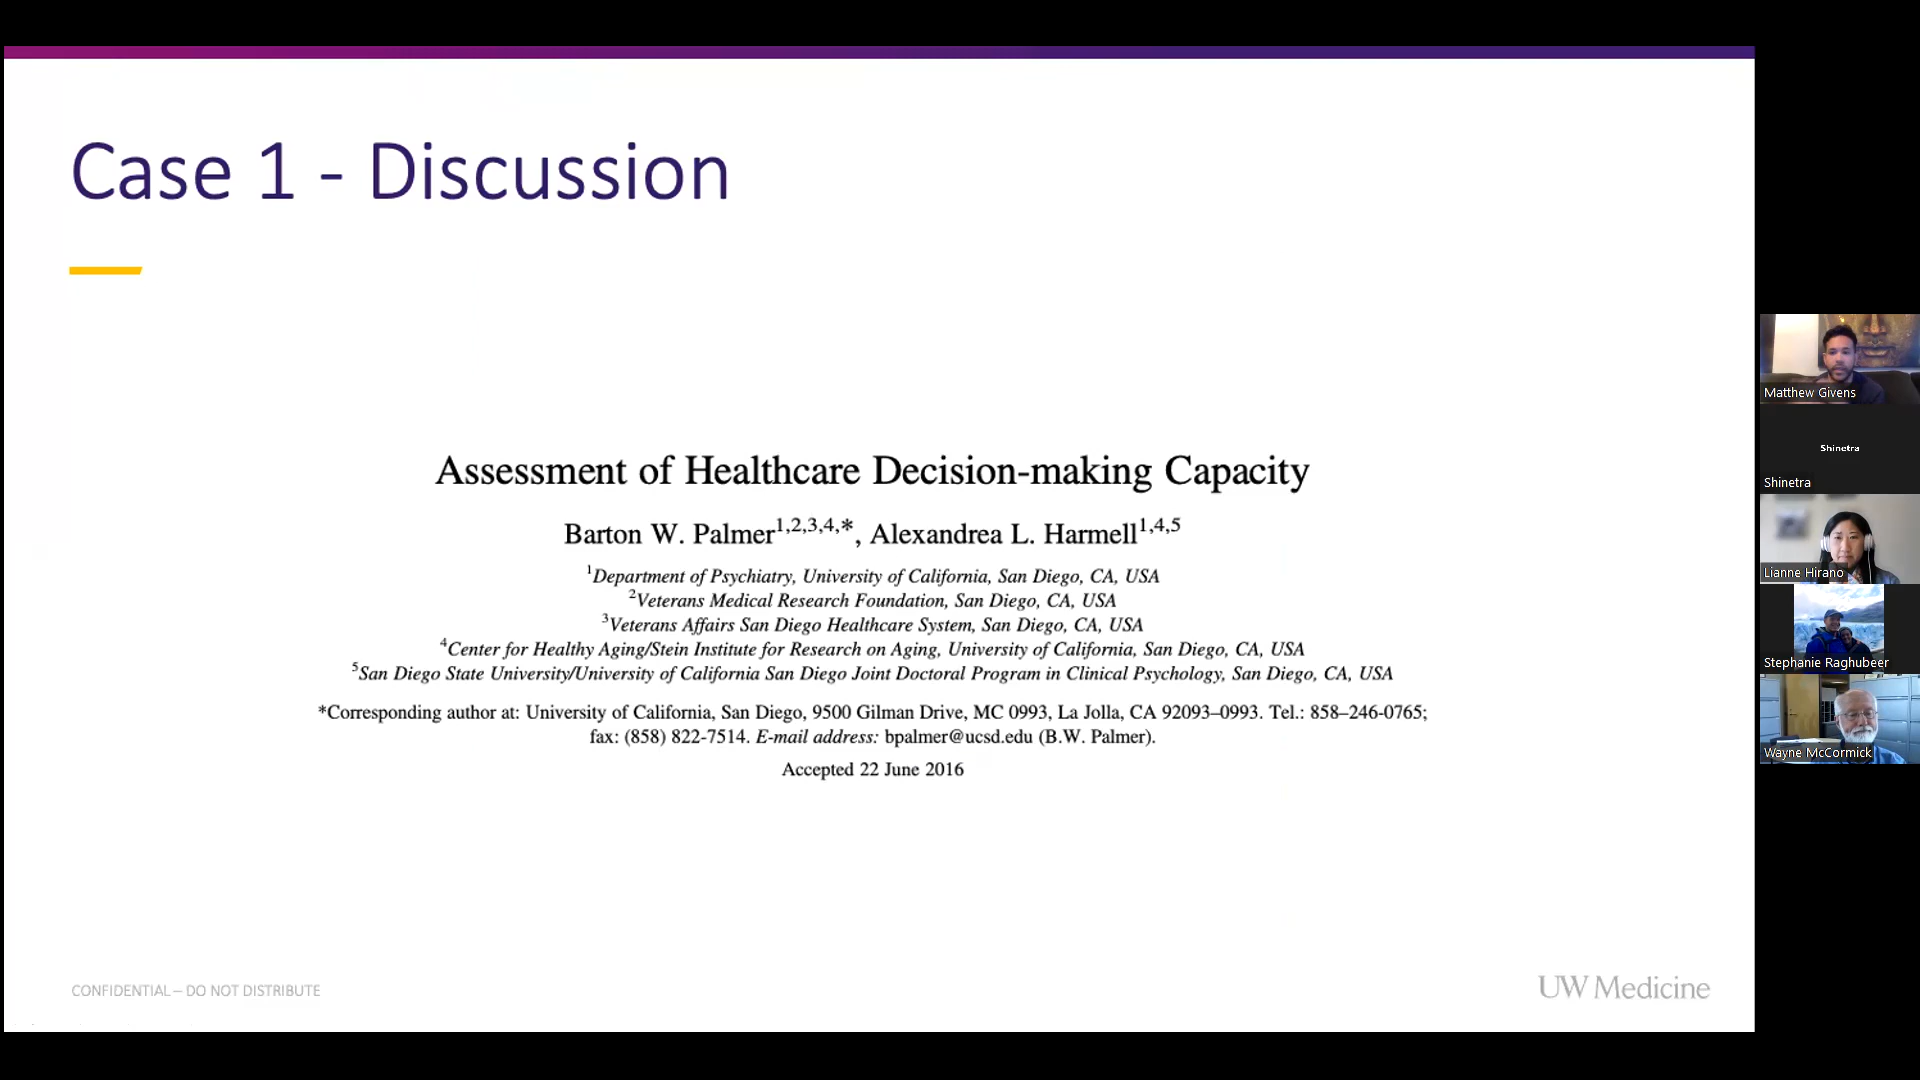 Case 1 - Discussion
Assessment of Healthcare Decision-making Capacity
Barton W. Palmer1,2,3,4,*, Alexandrea L. Harmell1,4,5
1Department of Psychiatry, University of California, San Diego, CA, USA
2Veterans Medical Research Foundation, San Diego, CA, USA
3Veterans Affairs San Diego Healthcare System, San Diego, CA, USA
4Center for Healthy Aging/Stein Institute for Research on Aging, University of California, San Diego, CA, USA
5San Diego State University/University of California San Diego Joint Doctoral Program in Clinical Psychology, San Diego, CA, USA
*Corresponding author at: University of California, San Diego, 9500 Gilman Drive, MC 0993, La Jolla, CA 92093–0993. Tel.: 858–246-0765;
fax: (858) 822-7514. E-mail address: bpalmer@ucsd.edu (B.W. Palmer).
Accepted 22 June 2016
CONFIDENTIAL – DO NOT DISTRIBUTE
UW Medicine
Matthew Givens
Shinetra
Shinetra
Lianne Hirano
Stephanie Raghubeer
Wayne McCormick